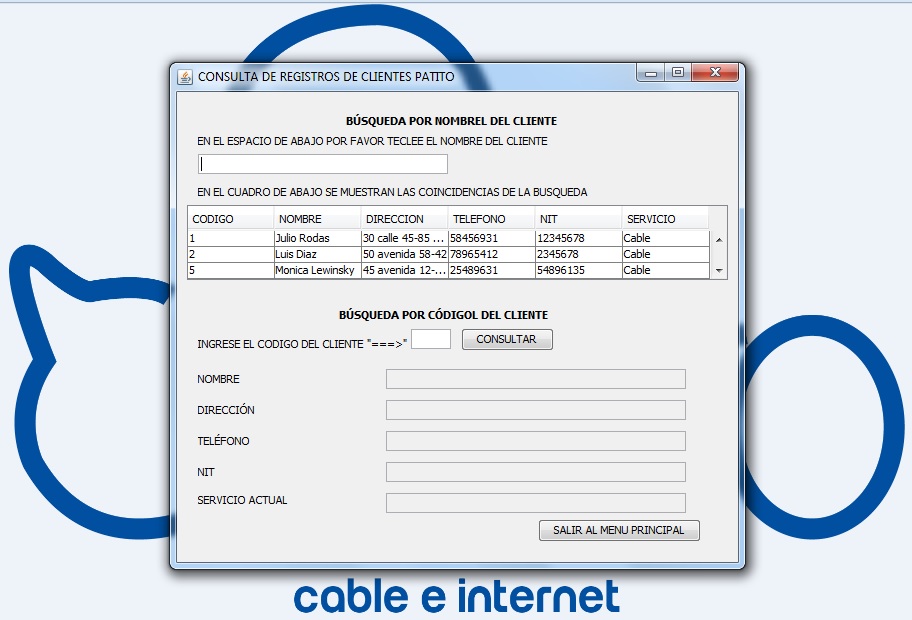 CONSULTA DE REGISTROS DE CLIENTES PATITO
BÚSQUEDA POR NOMBREL DEL CLIENTE
EN EL ESPACIO DE ABAJO POR FAVOR TECLEE EL NOMBRE DEL CLIENTE
EN EL CUADRO DE ABAJO SE MUESTRAN LAS COINCIDENCIAS DE LA BUSQUEDA
CODIGO NOMBRE DIRECCION TELEFONO NIT SERVICIO
1 Julio Rodas 30 calle 45-85 ... 58456931 12345678 Cable
2 Luis Diaz 50 avenida 58-42 78965412 2345678 Cable
5 Monica Lewinsky 45 avenida 12-... 25489631 54896135 Cable
BÚSQUEDA POR CÓDIGOL DEL CLIENTE
INGRESE EL CODIGO DEL CLIENTE "===>" CONSULTAR
NOMBRE
DIRECCIÓN
TELÉFONO
NIT
SERVICIO ACTUAL
SALIR AL MENU PRINCIPAL
cable e internet